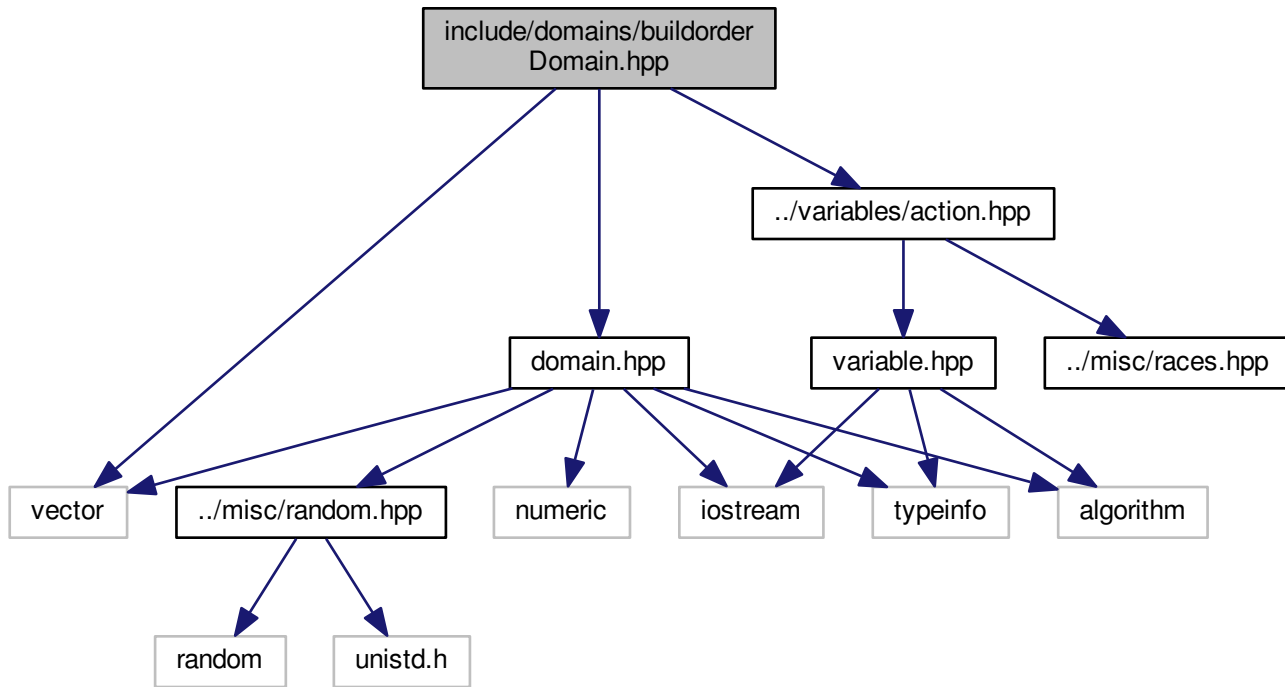 include/domains/buildorder
Domain.hpp
../variables/action.hpp
domain.hpp
variable.hpp
../misc/races.hpp
vector
../misc/random.hpp
numeric
iostream
typeinfo
algorithm
random
unistd.h